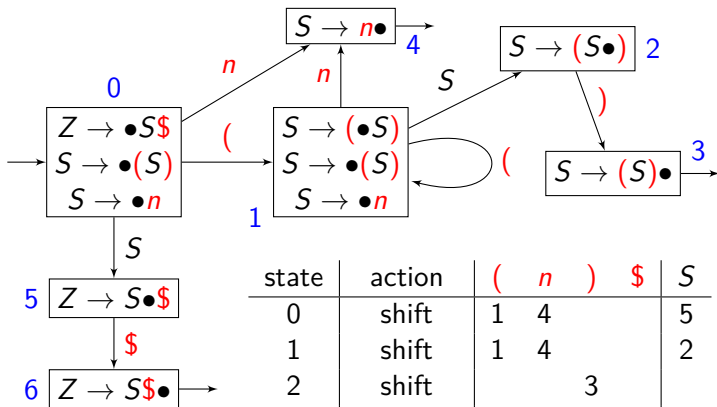 S → n●
4
n
n
S
S → (S●)
2
0
Z → ●S$
S → ●(S)
S → ●n
(
S → (●S)
S → ●(S)
S → ●n
1
(
)
S → (S)●
3
S
5
Z → S●$
$
6
Z → S$●
state action ( n ) $ S
0 shift 1 4 5
1 shift 1 4 2
2 shift 3